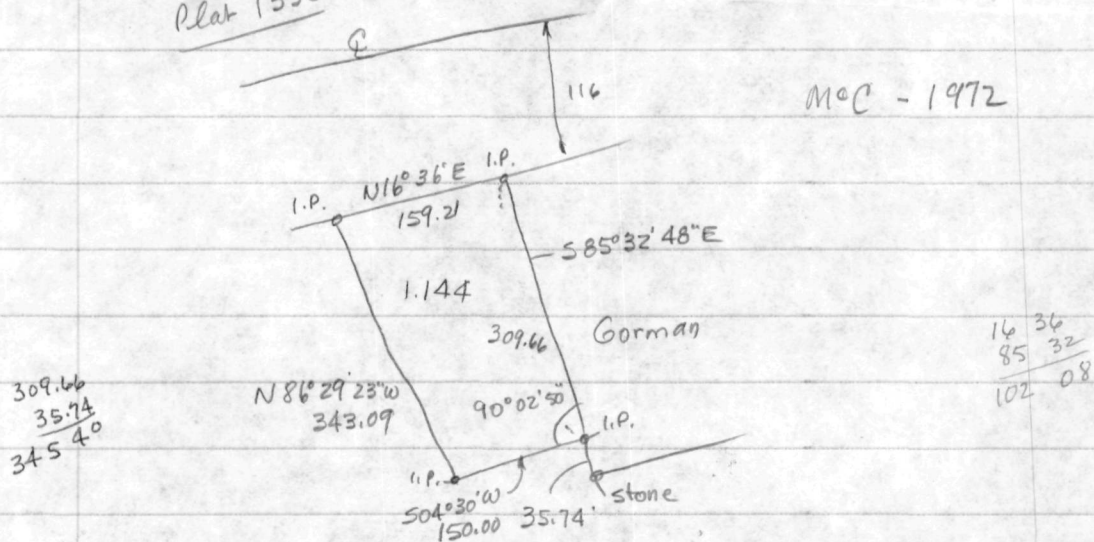 Plat
℄
116
McC - 1972
I.P. N16°36'E I.P.
159.21
S85°32'48"E
1.144
309.66 Gorman
16 36
85 32
102 08
309.66
35.74
345 40
N86°29'23"W
343.09
90°02'50"
I.P.
I.P.
S04°30'W
150.00 35.74'
stone